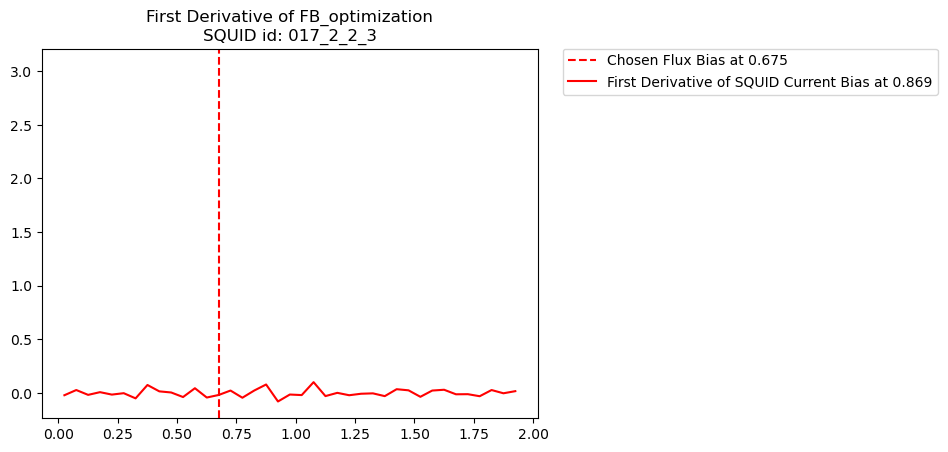 First Derivative of FB_optimization
SQUID id: 017_2_2_3
Chosen Flux Bias at 0.675
First Derivative of SQUID Current Bias at 0.869
3.0
2.5
2.0
1.5
1.0
0.5
0.0
0.00 0.25 0.50 0.75 1.00 1.25 1.50 1.75 2.00